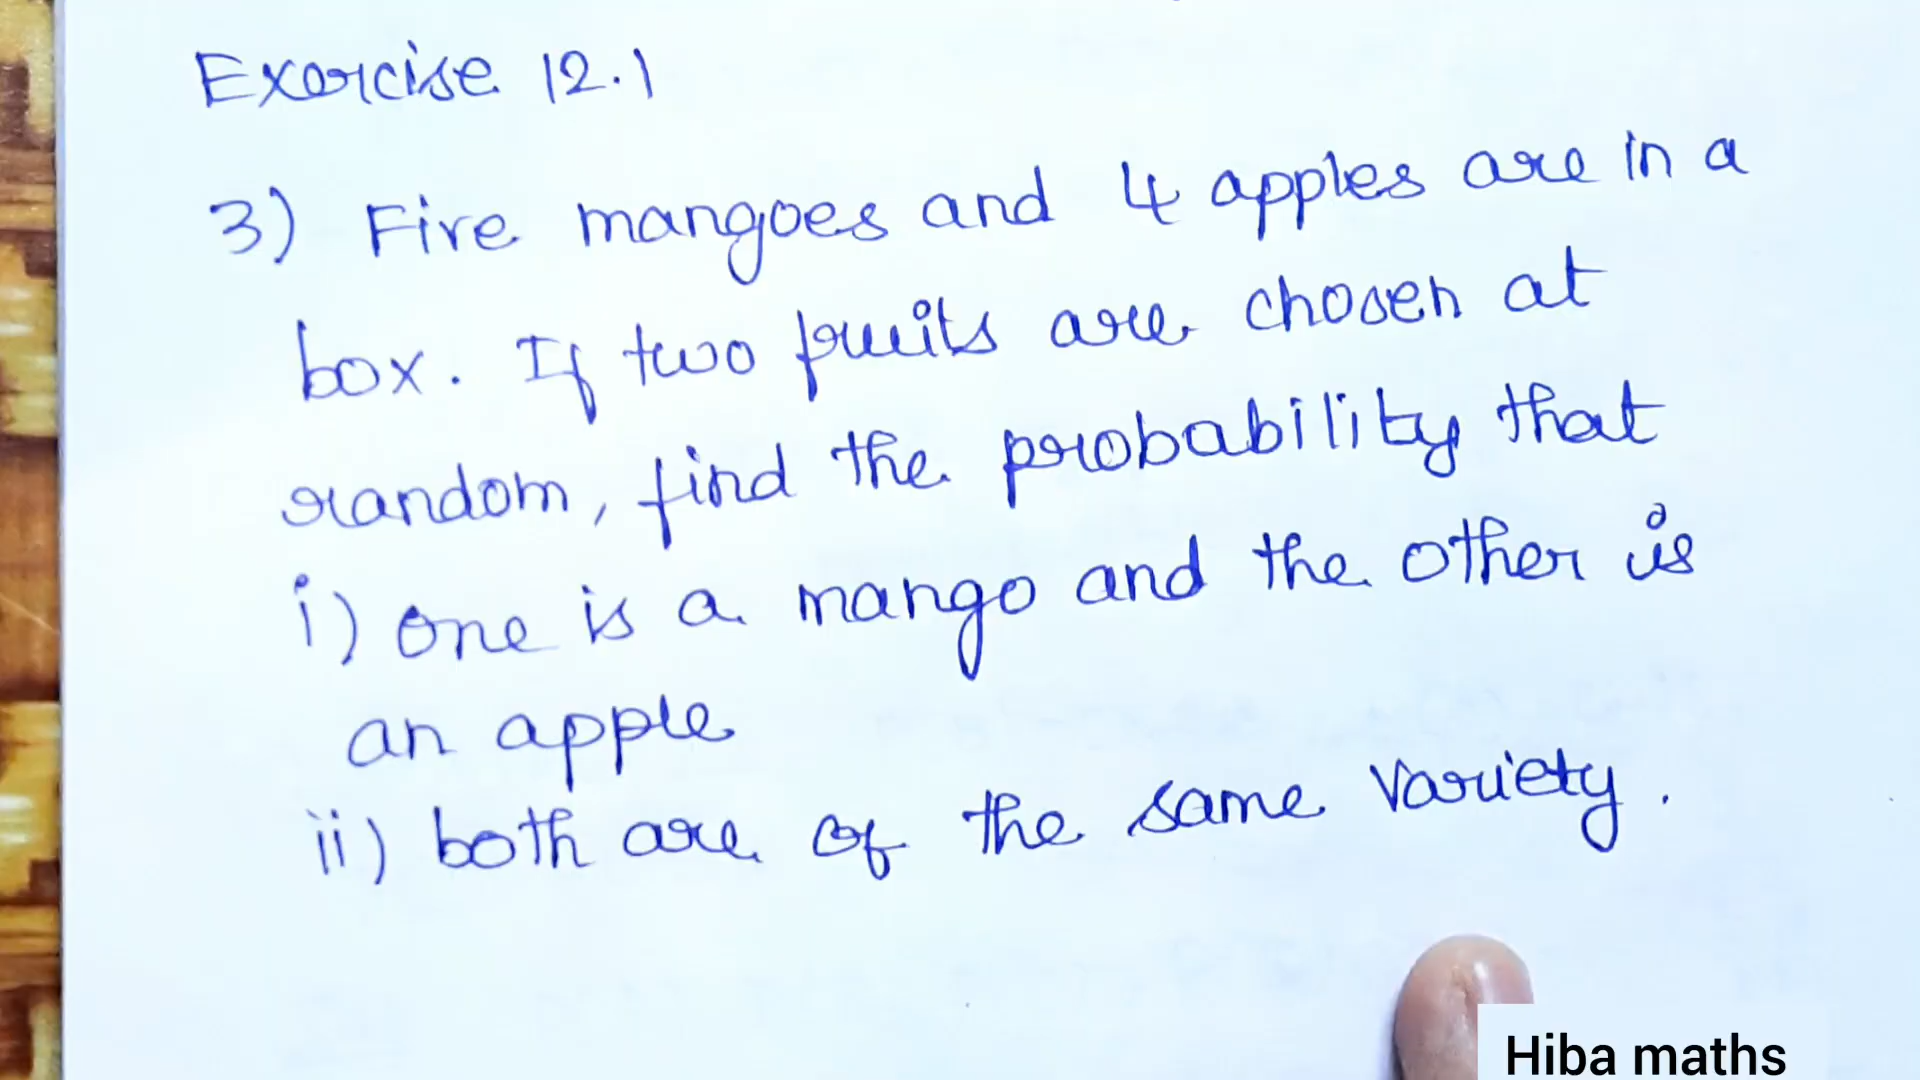 Exercise 12.1
3) Five mangoes and 4 apples are in a
box. If two fruits are chosen at
random, find the probability that
i) one is a mango and the other is
an apple
ii) both are of the same variety.
Hiba maths